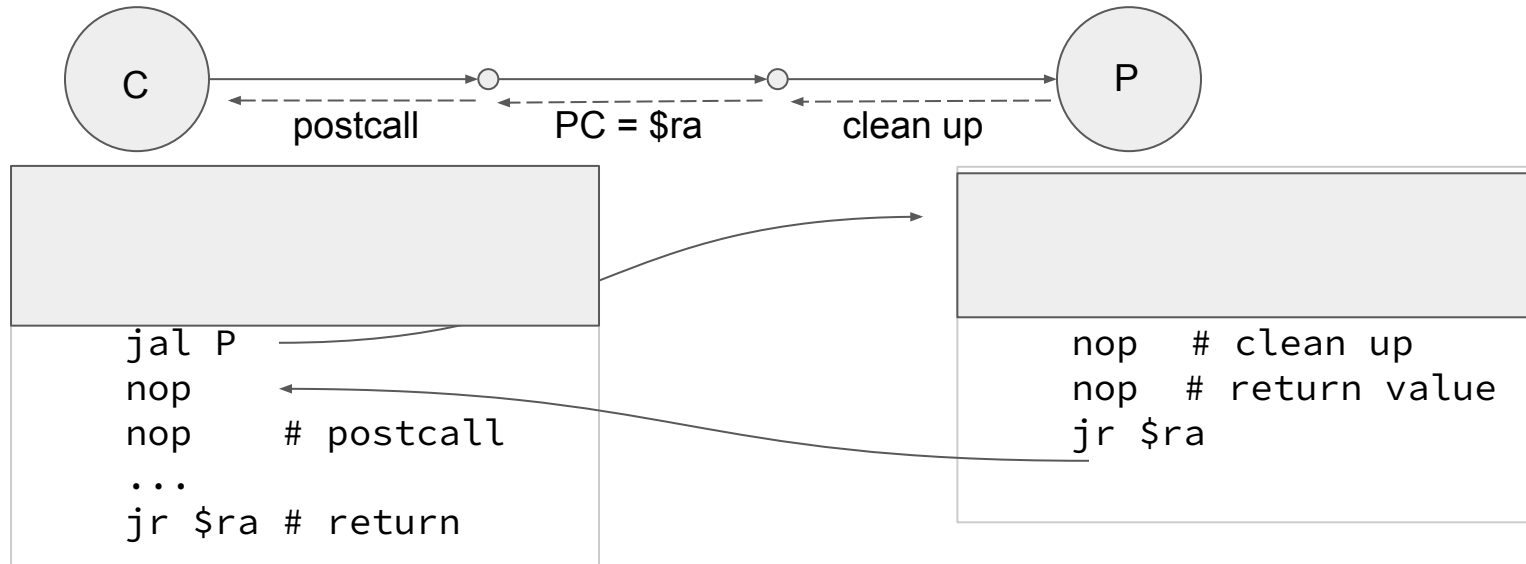 C
P
postcall
PC = $ra
clean up
jal P
nop
nop # postcall
...
jr $ra # return
nop # clean up
nop # return value
jr $ra